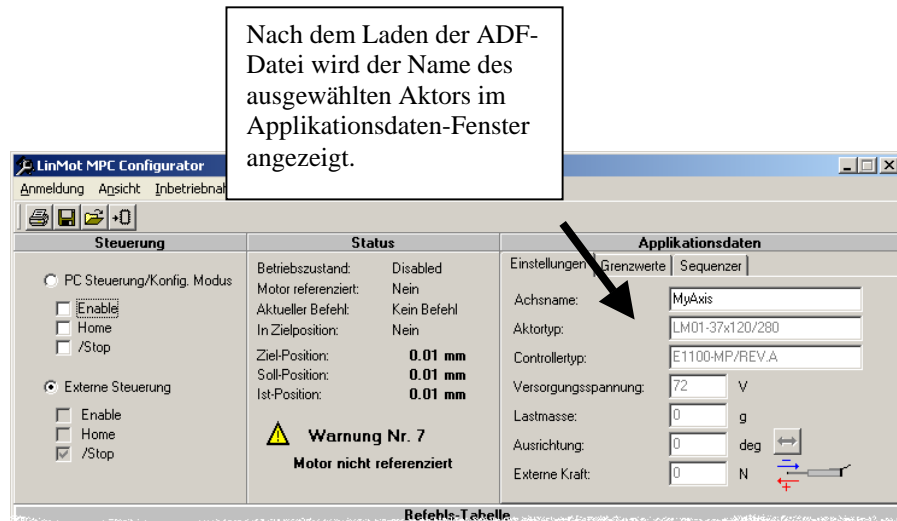 Nach dem Laden der ADF-
Datei wird der Name des
ausgewählten Aktors im
Applikationsdaten-Fenster
angezeigt.
LinMot MPC Configurator
Anmeldung Ansicht Inbetriebnah
Steuerung
PC Steuerung/Konfig. Modus
Enable
Home
/Stop
Externe Steuerung
Enable
Home
/Stop
Status
Betriebszustand: Disabled
Motor referenziert: Nein
Aktueller Befehl: Kein Befehl
In Zielposition: Nein
Ziel-Position: 0.01 mm
Soll-Position: 0.01 mm
Ist-Position: 0.01 mm
Warnung Nr. 7
Motor nicht referenziert
Applikationsdaten
Einstellungen Grenzwerte Sequenzer
Achsname: MyAxis
Aktortyp: LM01-37x120/280
Controllertyp: E1100-MP/REV.A
Versorgungsspannung: 72 V
Lastmasse: 0 g
Ausrichtung: 0 deg
Externe Kraft: 0 N
Befehls-Tabelle